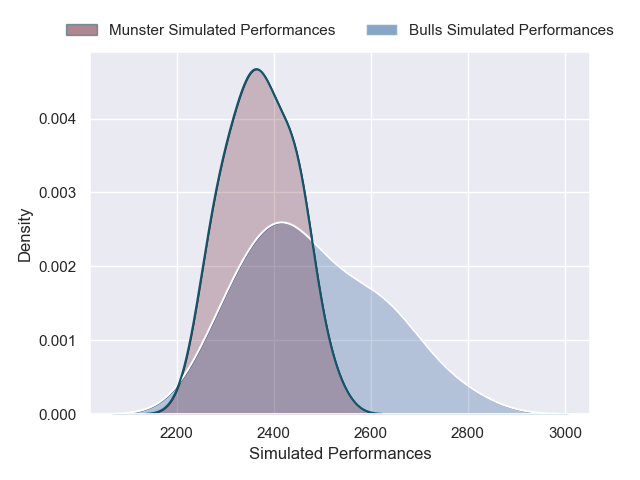 Munster Simulated Performances
Bulls Simulated Performances
0.004
0.003
0.002
0.001
0.000
Density
2200
2400
2600
2800
3000
Simulated Performances